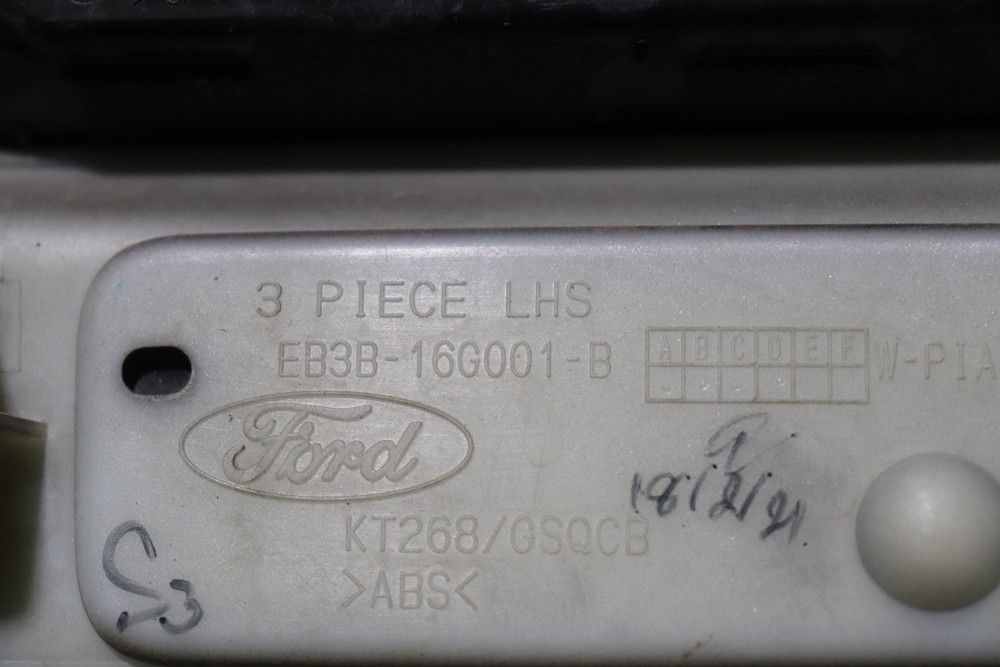 3 PIECE LHS
EB3B-16G001-B
A B C D E F
W-PIA
Ford
18/2/21
KT268/GSQCB
>ABS<